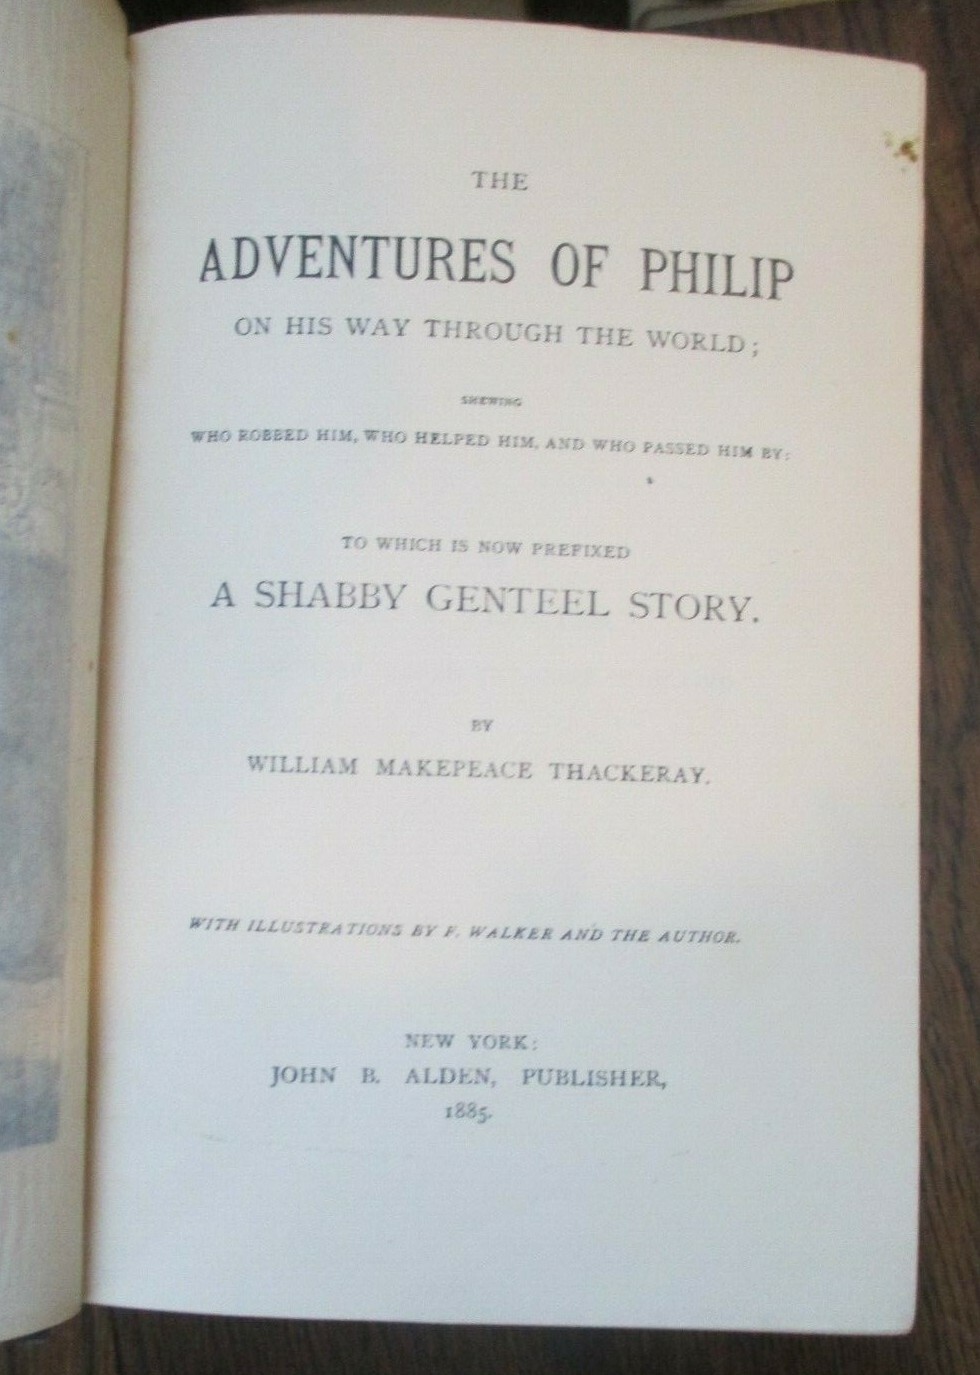 THE
ADVENTURES OF PHILIP
ON HIS WAY THROUGH THE WORLD;
SHEWING
WHO ROBBED HIM, WHO HELPED HIM, AND WHO PASSED HIM BY:
TO WHICH IS NOW PREFIXED
A SHABBY GENTEEL STORY.
BY
WILLIAM MAKEPEACE THACKERAY.
WITH ILLUSTRATIONS BY F. WALKER AND THE AUTHOR.
NEW YORK:
JOHN B. ALDEN, PUBLISHER,
1885.